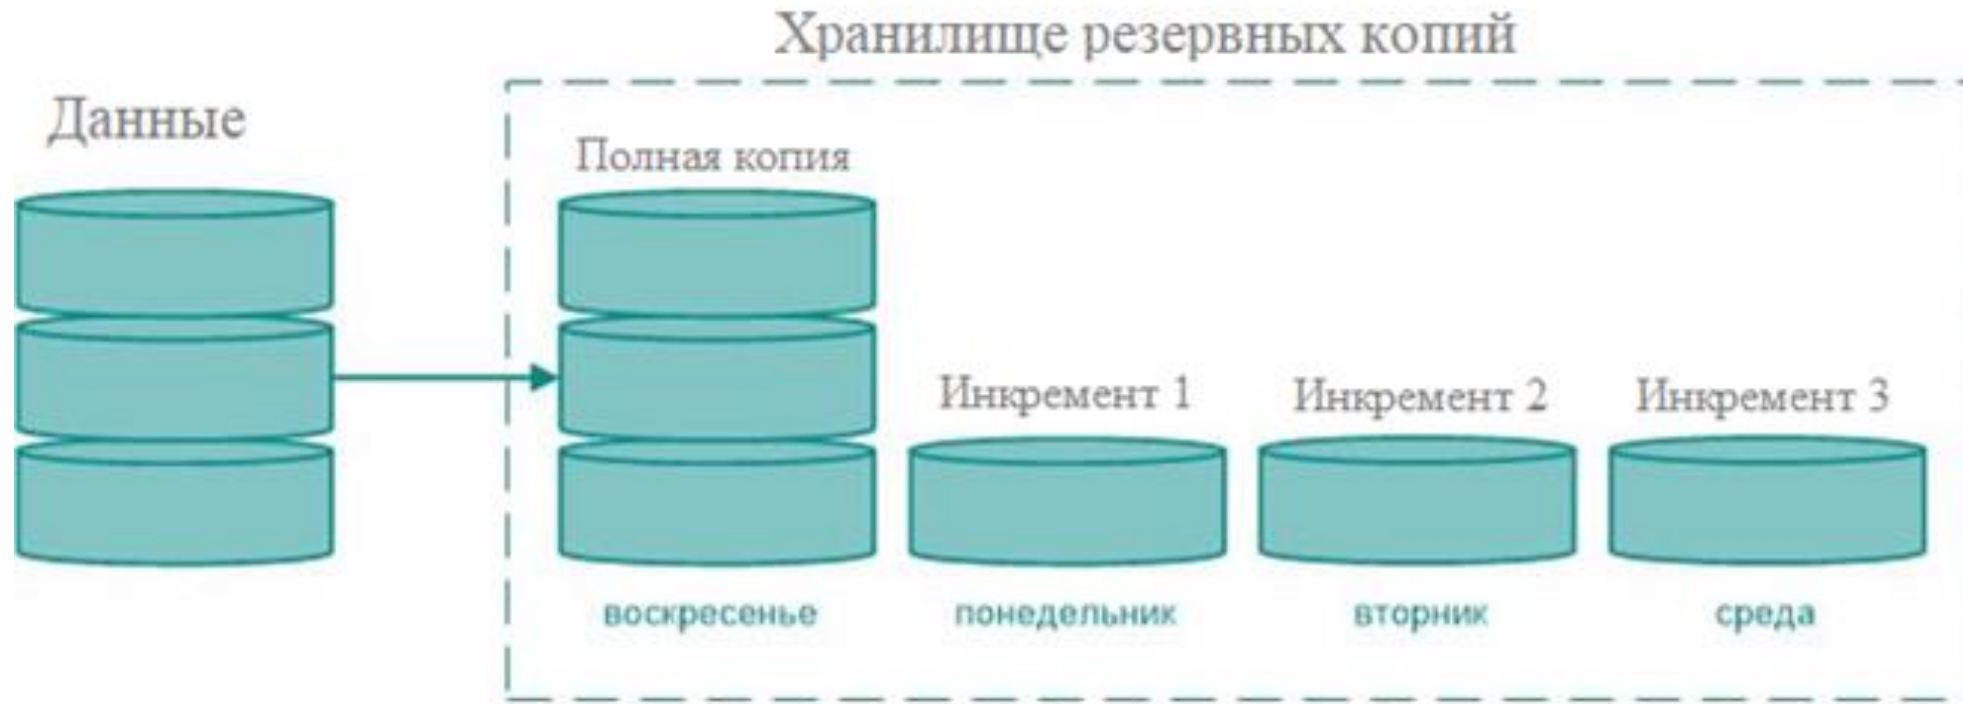 Хранилище резервных копий
Данные
Полная копия
Инкремент 1
Инкремент 2
Инкремент 3
воскресенье
понедельник
вторник
среда